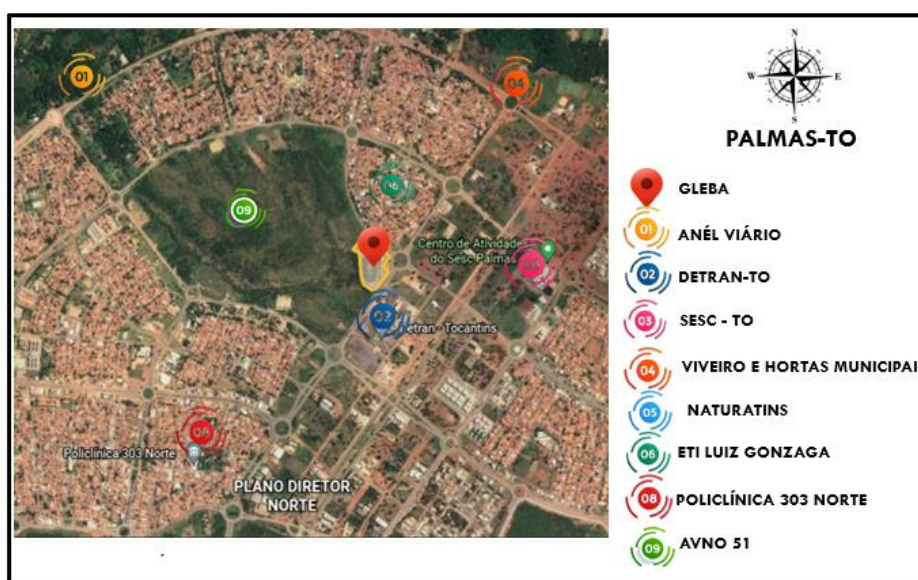 01
04
06
09
Centro de Atividades
do Sesc Palmas
03
02
Detran - Tocantins
08
Policlínica 303 Norte
PLANO DIRETOR
NORTE
N
W E
S
PALMAS-TO
GLEBA
01 ANÉL VIÁRIO
02 DETRAN-TO
03 SESC - TO
04 VIVEIRO E HORTAS MUNICIPAI
05 NATURATINS
06 ETI LUIZ GONZAGA
08 POLICLÍNICA 303 NORTE
09 AVNO 51